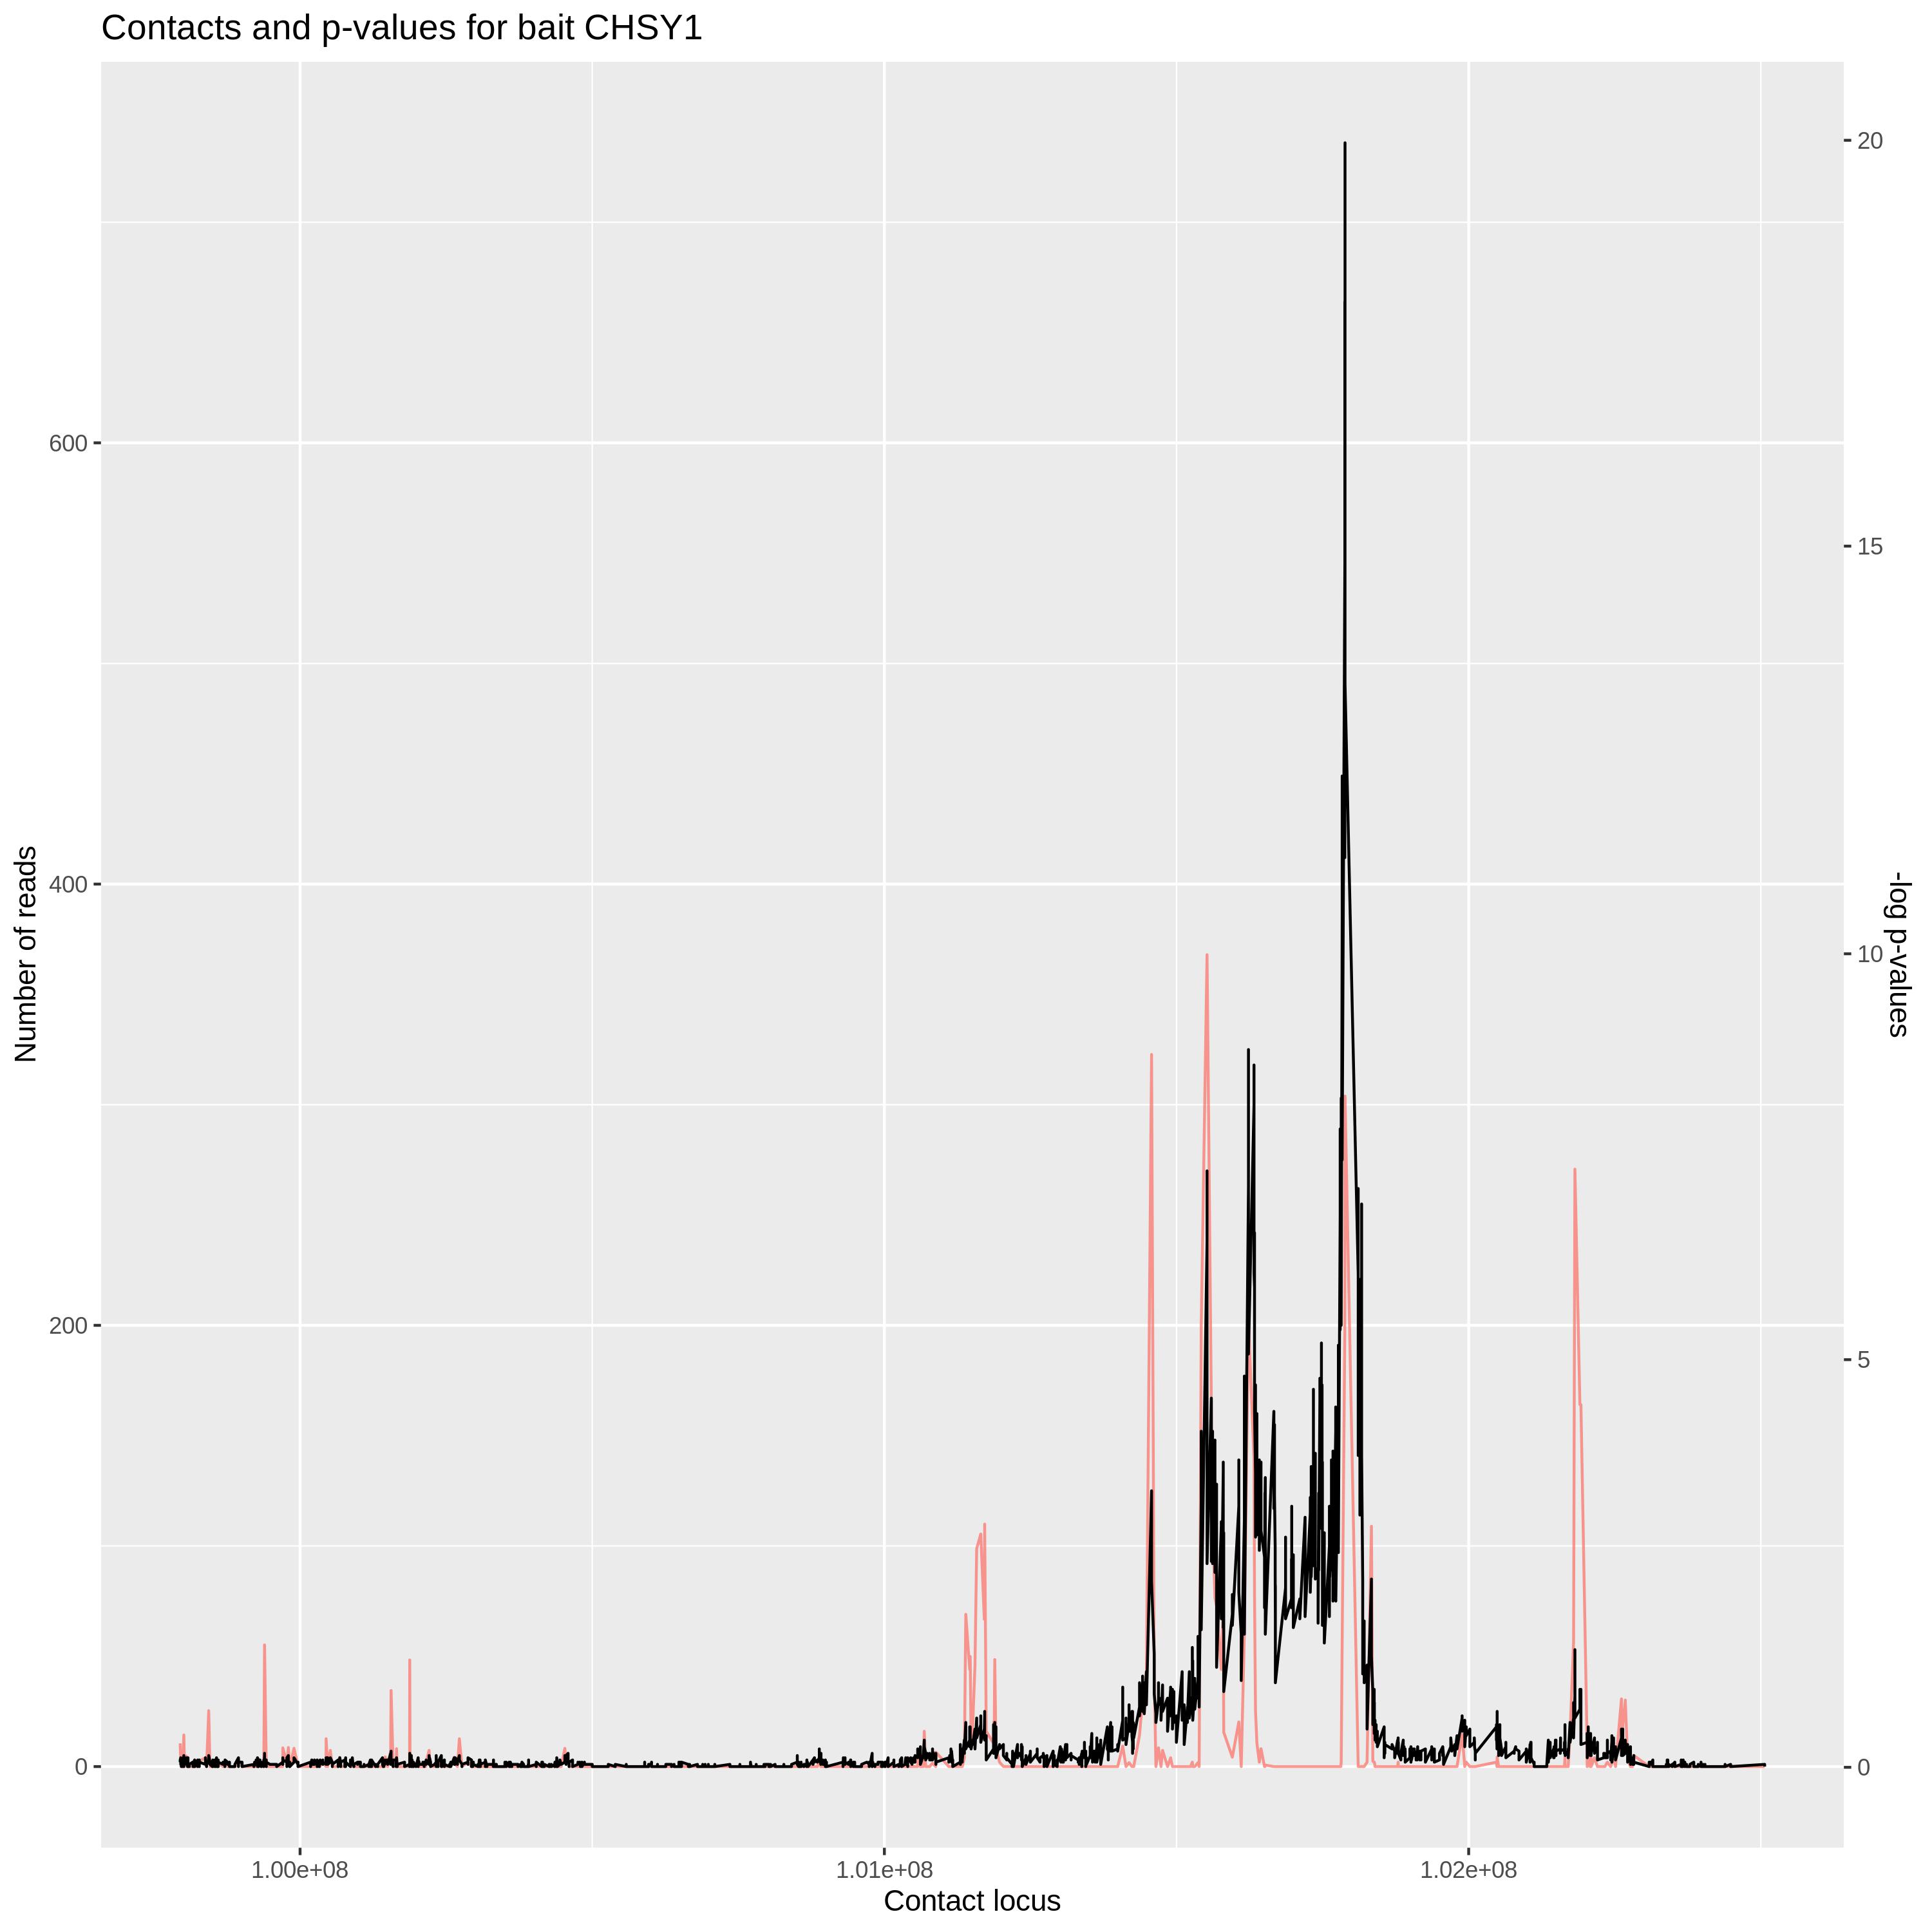 Contacts and p-values for bait CHSY1
20
600
15
400
10
Number of reads
-log p-values
200
5
0
0
1.00e+08
1.01e+08
1.02e+08
Contact locus